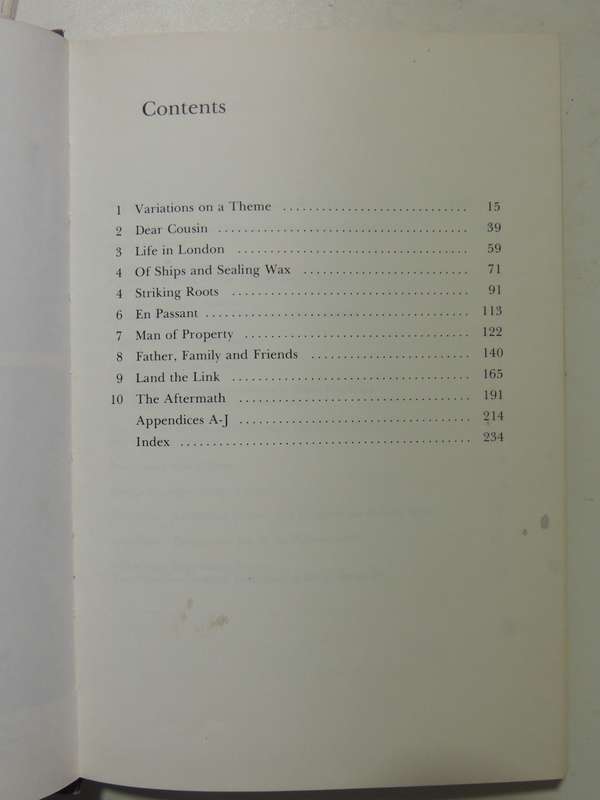 Contents
1 Variations on a Theme ............................ 15
2 Dear Cousin ...................................... 39
3 Life in London ................................... 59
4 Of Ships and Sealing Wax ......................... 71
4 Striking Roots .................................... 91
6 En Passant ........................................ 113
7 Man of Property .................................. 122
8 Father, Family and Friends ........................ 140
9 Land the Link .................................... 165
10 The Aftermath ................................... 191
Appendices A-J ................................... 214
Index ............................................ 234